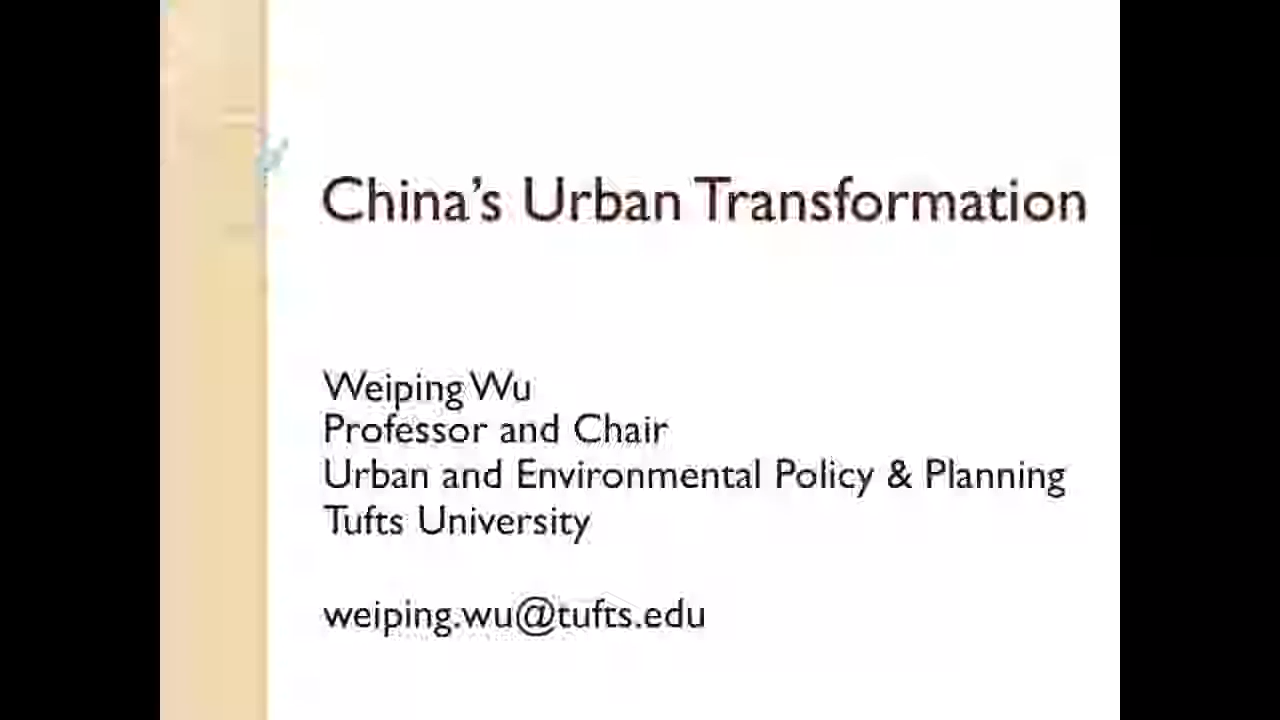 China's Urban Transformation
Weiping Wu
Professor and Chair
Urban and Environmental Policy & Planning
Tufts University
weiping.wu@tufts.edu